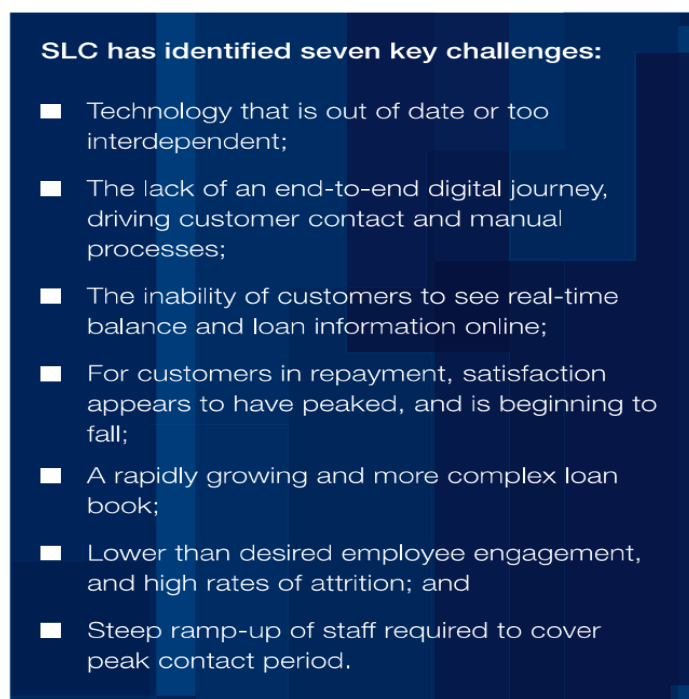 SLC has identified seven key challenges:
Technology that is out of date or too
interdependent;
The lack of an end-to-end digital journey,
driving customer contact and manual
processes;
The inability of customers to see real-time
balance and loan information online;
For customers in repayment, satisfaction
appears to have peaked, and is beginning to
fall;
A rapidly growing and more complex loan
book;
Lower than desired employee engagement,
and high rates of attrition; and
Steep ramp-up of staff required to cover
peak contact period.